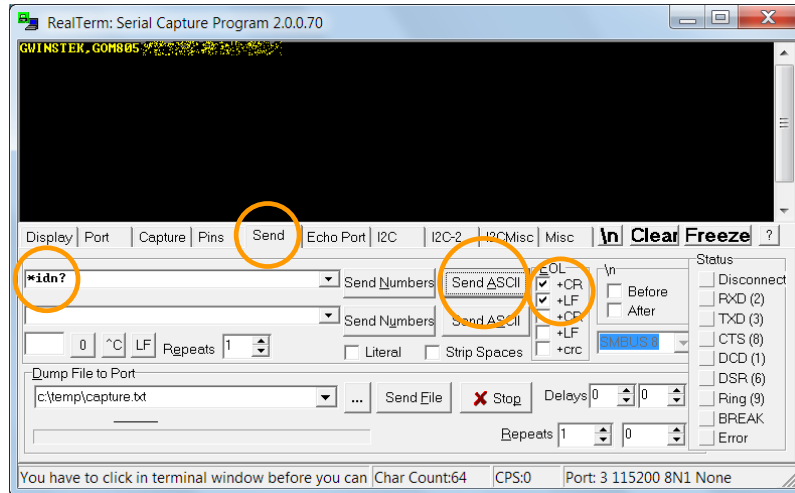 RealTerm: Serial Capture Program 2.0.0.70
GWINSTEK,GOM805
Display Port Capture Pins Send Echo Port I2C I2C-2 I2CMisc Misc \n Clear Freeze ?
*idn? Send Numbers Send ASCII
Send Numbers Send ASCII
0 ^C LF Repeats 1 Literal Strip Spaces
EOL
+CR
+LF
+CR
+LF
+crc
\n
Before
After
SMBUS 8
Status
Disconnect
RXD (2)
TXD (3)
CTS (8)
DCD (1)
DSR (6)
Ring (9)
BREAK
Error
Dump File to Port
c:\temp\capture.txt ... Send File Stop Delays 0 0
Repeats 1 0
You have to click in terminal window before you can Char Count:64 CPS:0 Port: 3 115200 8N1 None